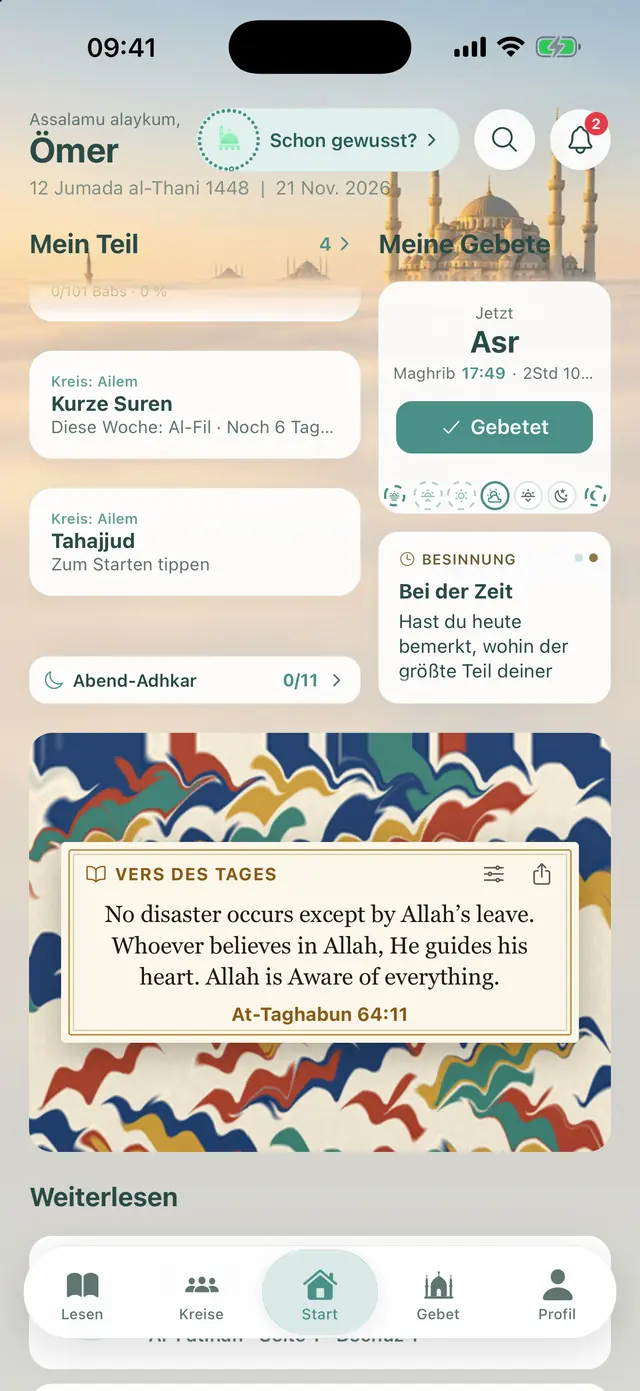 09:41
Assalamu alaykum,
Ömer
Schon gewusst?
2
12 Jumada al-Thani 1448 | 21 Nov. 2026
Mein Teil
4
0/101 Babs · 0 %
Kreis: Ailem
Kurze Suren
Diese Woche: Al-Fil · Noch 6 Tag...
Kreis: Ailem
Tahajjud
Zum Starten tippen
Abend-Adhkar
0/11
Meine Gebete
Jetzt
Asr
Maghrib 17:49 · 2Std 10...
Gebetet
BESINNUNG
Bei der Zeit
Hast du heute
bemerkt, wohin der
größte Teil deiner
VERS DES TAGES
No disaster occurs except by Allah’s leave.
Whoever believes in Allah, He guides his
heart. Allah is Aware of everything.
At-Taghabun 64:11
Weiterlesen
Lesen
Kreise
Start
Gebet
Profil